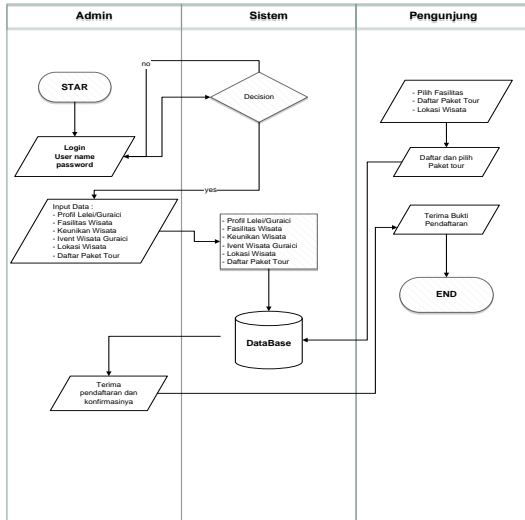 Admin
Sistem
Pengunjung
no
STAR
Decision
Login
User name
password
yes
Input Data :
- Profil Lelei/Guraici
- Fasilitas Wisata
- Keunikan Wisata
- Ivent Wisata Guraici
- Lokasi Wisata
- Daftar Paket Tour
- Profil Lelei/Guraici
- Fasilitas Wisata
- Keunikan Wisata
- Ivent Wisata Guraici
- Lokasi Wisata
- Daftar Paket Tour
DataBase
Terima
pendaftaran dan
konfirmasinya
- Pilih Fasilitas
- Daftar Paket Tour
- Lokasi Wisata
Daftar dan pilih
Paket tour
Terima Bukti
Pendaftaran
END